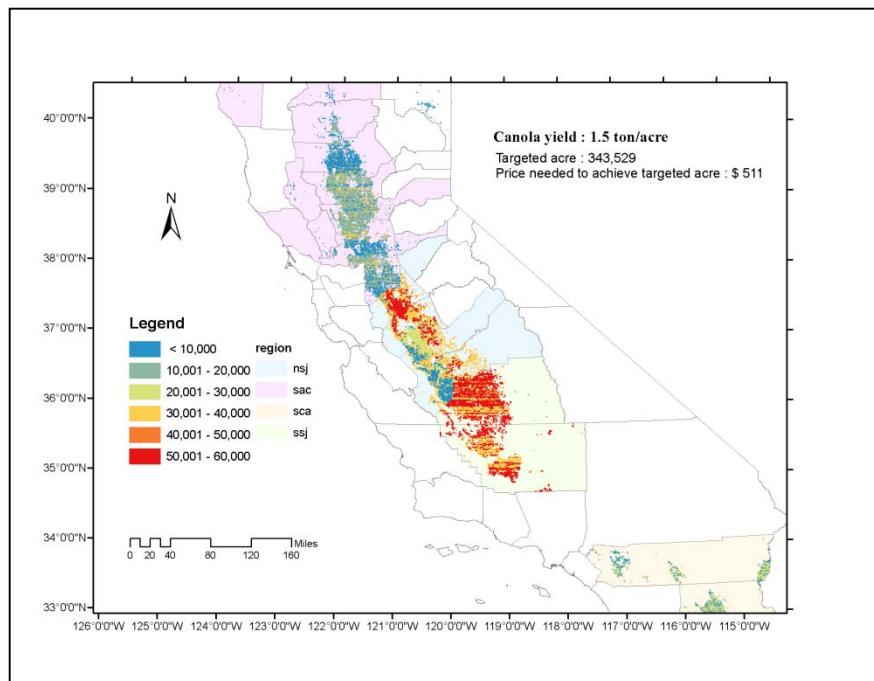 40°0'0"N
39°0'0"N
38°0'0"N
37°0'0"N
36°0'0"N
35°0'0"N
34°0'0"N
33°0'0"N
Canola yield : 1.5 ton/acre
Targeted acre : 343,529
Price needed to achieve targeted acre : $ 511
N
Legend
< 10,000
10,001 - 20,000
20,001 - 30,000
30,001 - 40,000
40,001 - 50,000
50,001 - 60,000
region
nsj
sac
sca
ssj
Miles
0 20 40 80 120 160
126°0'0"W 125°0'0"W 124°0'0"W 123°0'0"W 122°0'0"W 121°0'0"W 120°0'0"W 119°0'0"W 118°0'0"W 117°0'0"W 116°0'0"W 115°0'0"W